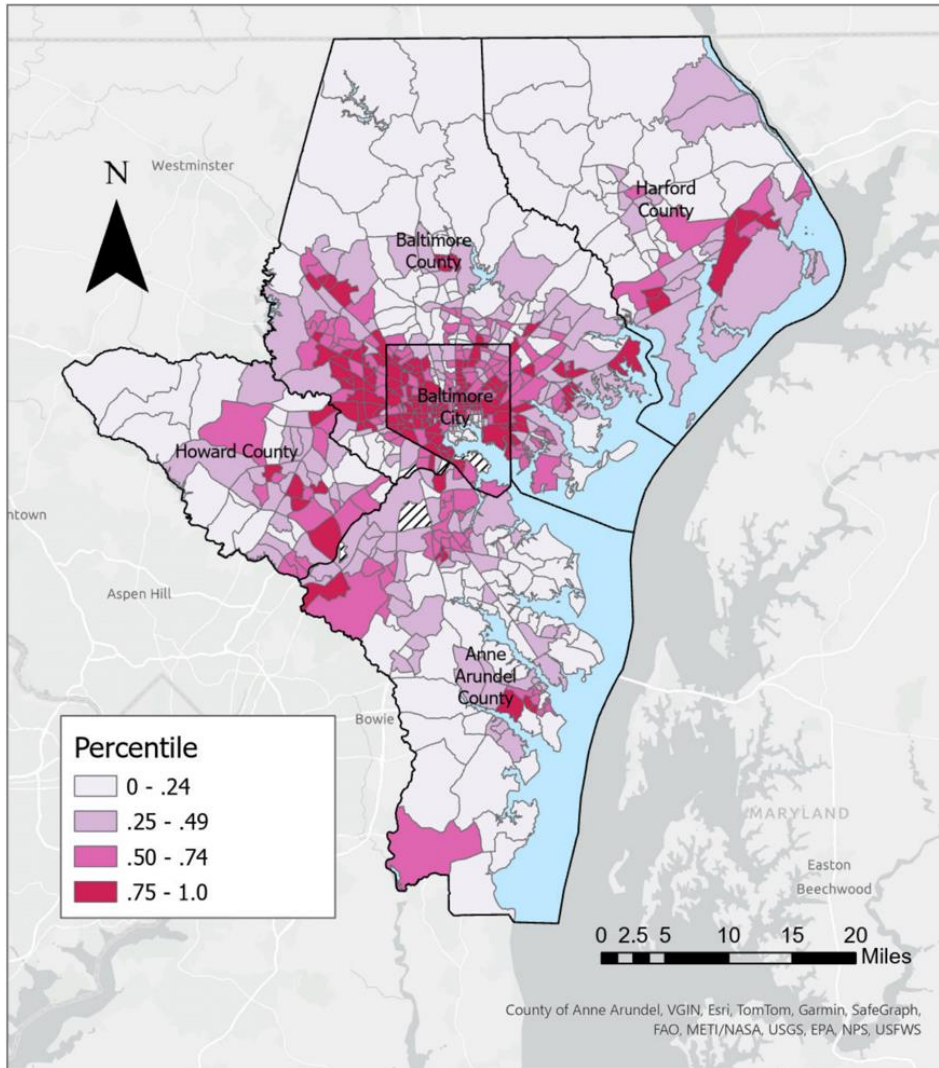 Westminster
N
Harford
County
Baltimore
County
Baltimore
City
Howard County
ntown
Aspen Hill
Anne
Arundel
County
Bowie
Percentile
0 - .24
.25 - .49
.50 - .74
.75 - 1.0
MARYLAND
Easton
Beechwood
0 2.5 5 10 15 20
Miles
County of Anne Arundel, VGIN, Esri, TomTom, Garmin, SafeGraph,
FAO, METI/NASA, USGS, EPA, NPS, USFWS